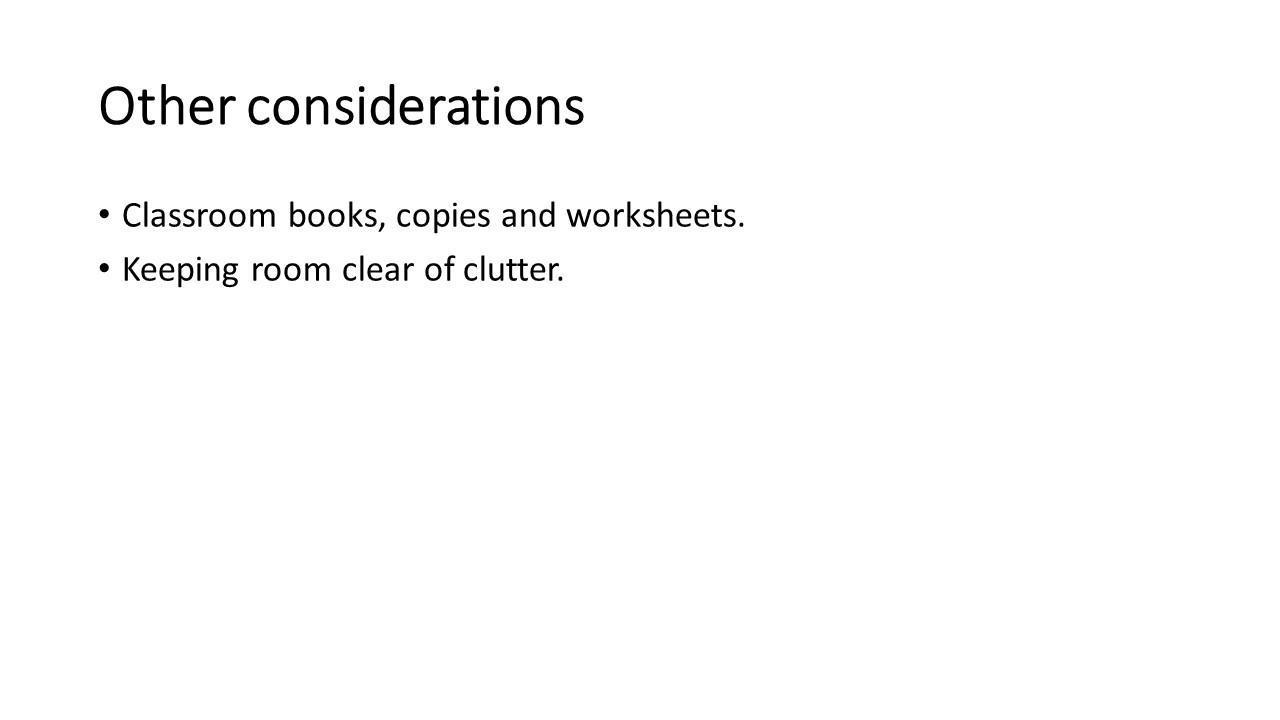 Other considerations
• Classroom books, copies and worksheets.
• Keeping room clear of clutter.